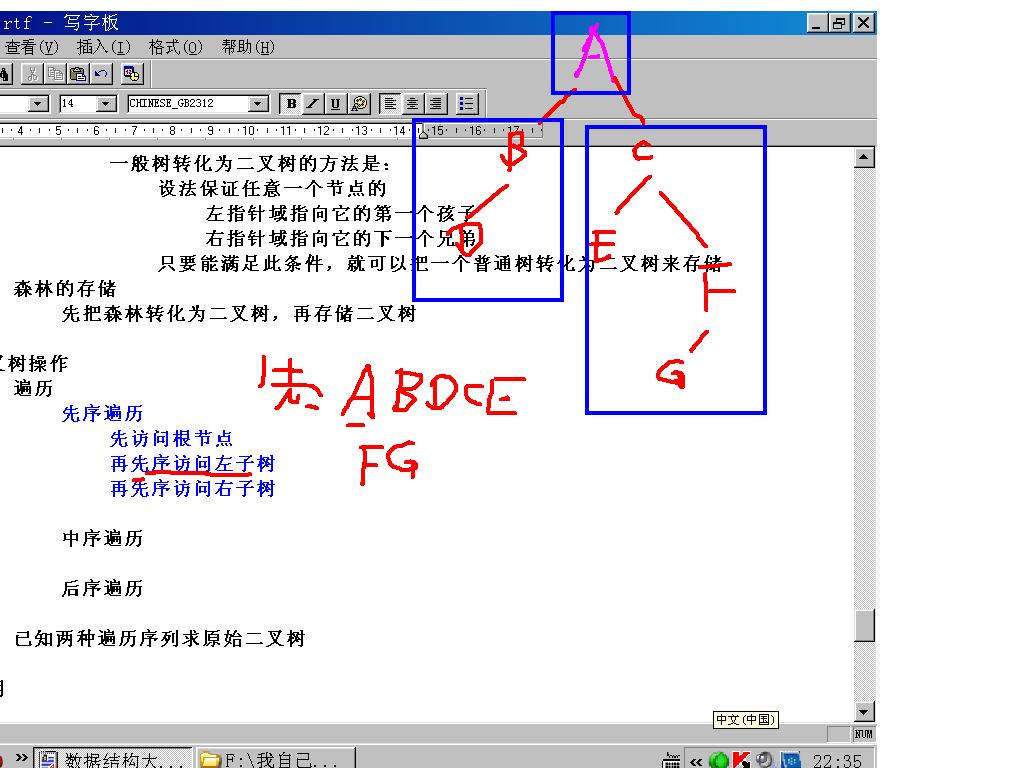 rtf - 写字板
查看(V) 插入(I) 格式(O) 帮助(H)
14 CHINESE_GB2312 B I U
4 5 6 7 8 9 10 11 12 13 14 15 16 17
A
B C
D E F
G
一般树转化为二叉树的方法是:
设法保证任意一个节点的
左指针域指向它的第一个孩子
右指针域指向它的下一个兄弟
只要能满足此条件,就可以把一个普通树转化为二叉树来存储
森林的存储
先把森林转化为二叉树,再存储二叉树
叉树操作
遍历
先序遍历
先访问根节点
再先序访问左子树
再先序访问右子树
A B D C E
F G
中序遍历
后序遍历
已知两种遍历序列求原始二叉树
中文(中国)
NUM
数据结构大... F:\我自己... 22:35